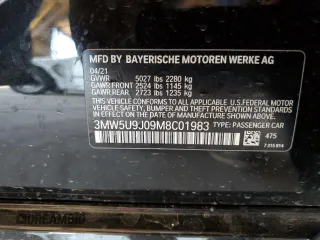 MFD BY BAYERISCHE MOTOREN WERKE AG
04/21
GVWR 5027 lbs 2280 kg
GAWR FRONT 2524 lbs 1145 kg
GAWR REAR 2723 lbs 1235 kg
THIS VEHICLE CONFORMS TO ALL APPLICABLE U.S. FEDERAL MOTOR
VEHICLE SAFETY, BUMPER, AND THEFT PREVENTION STANDARDS
IN EFFECT ON THE DATE OF MANUFACTURE SHOWN ABOVE.
3MW5U9J09M8C01983 TYPE: PASSENGER CAR
475